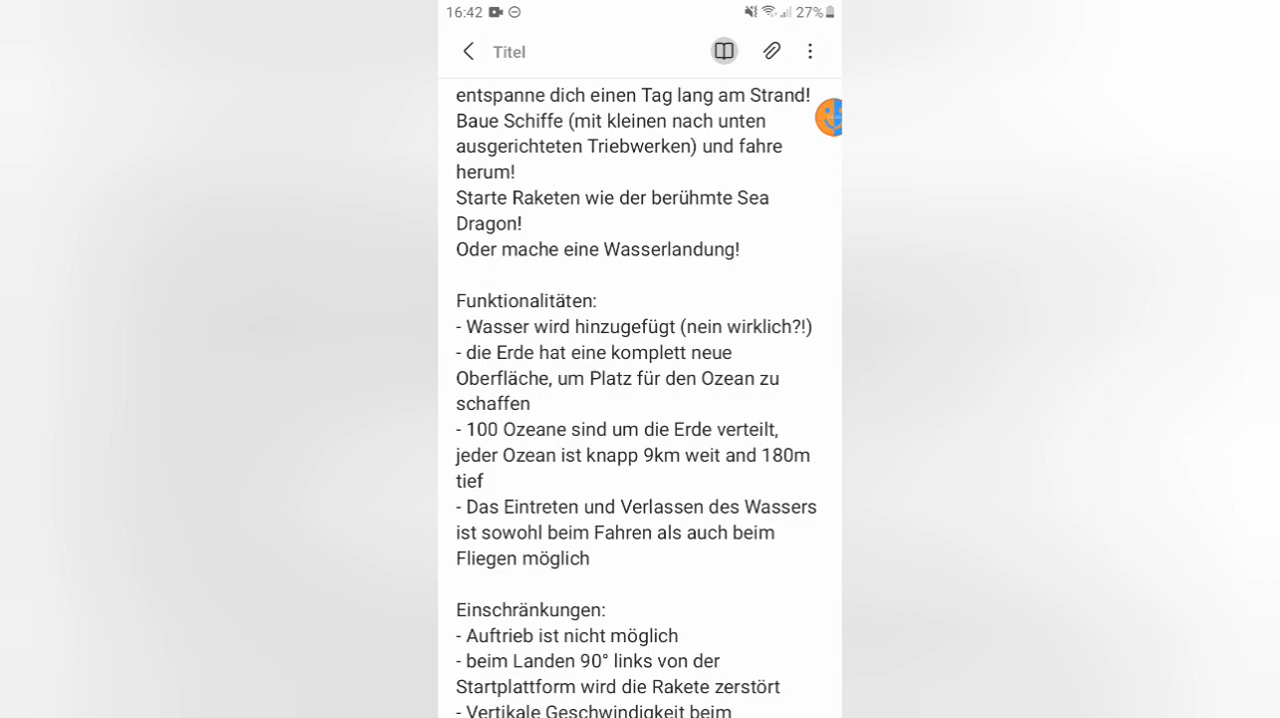 16:42
27%
Titel
entspanne dich einen Tag lang am Strand!
Baue Schiffe (mit kleinen nach unten
ausgerichteten Triebwerken) und fahre
herum!
Starte Raketen wie der berühmte Sea
Dragon!
Oder mache eine Wasserlandung!
Funktionalitäten:
- Wasser wird hinzugefügt (nein wirklich?!)
- die Erde hat eine komplett neue
Oberfläche, um Platz für den Ozean zu
schaffen
- 100 Ozeane sind um die Erde verteilt,
jeder Ozean ist knapp 9km weit and 180m
tief
- Das Eintreten und Verlassen des Wassers
ist sowohl beim Fahren als auch beim
Fliegen möglich
Einschränkungen:
- Auftrieb ist nicht möglich
- beim Landen 90° links von der
Startplattform wird die Rakete zerstört
- Vertikale Geschwindigkeit beim